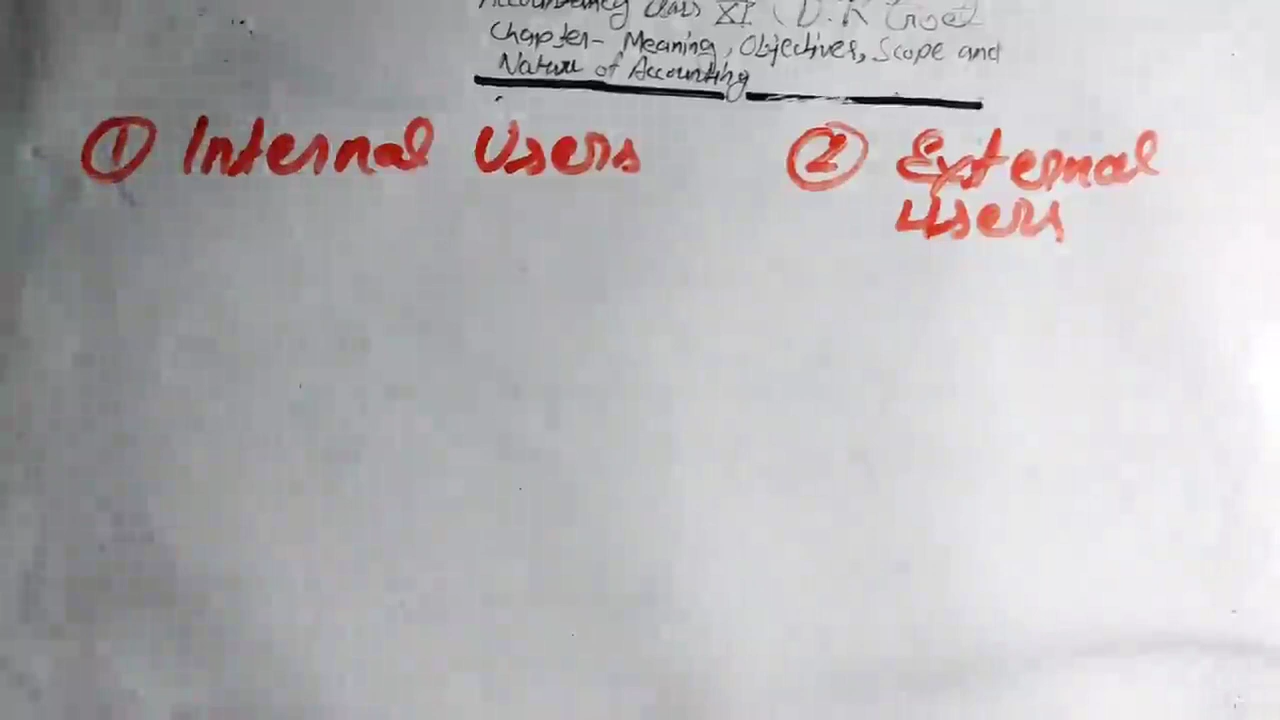 Accountancy Class XI (D.K Goel
Chapter- Meaning, Objectives, Scope and
Nature of Accounting
① Internal Users
② External
Users